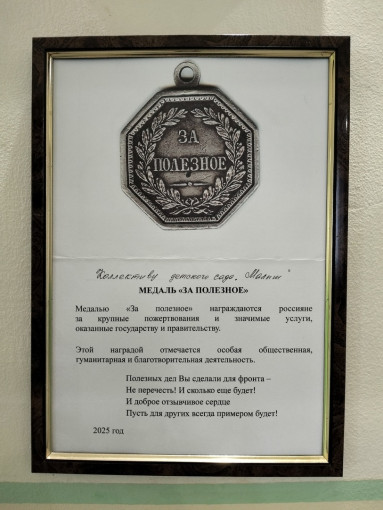 ЗА
ПОЛЕЗНОЕ
Коллективу детского сада „Малыш"
МЕДАЛЬ «ЗА ПОЛЕЗНОЕ»
Медалью «За полезное» награждаются россияне
за крупные пожертвования и значимые услуги,
оказанные государству и правительству.
Этой наградой отмечается особая общественная,
гуманитарная и благотворительная деятельность.
Полезных дел Вы сделали для фронта –
Не перечесть! И сколько еще будет!
И доброе отзывчивое сердце
Пусть для других всегда примером будет!
2025 год